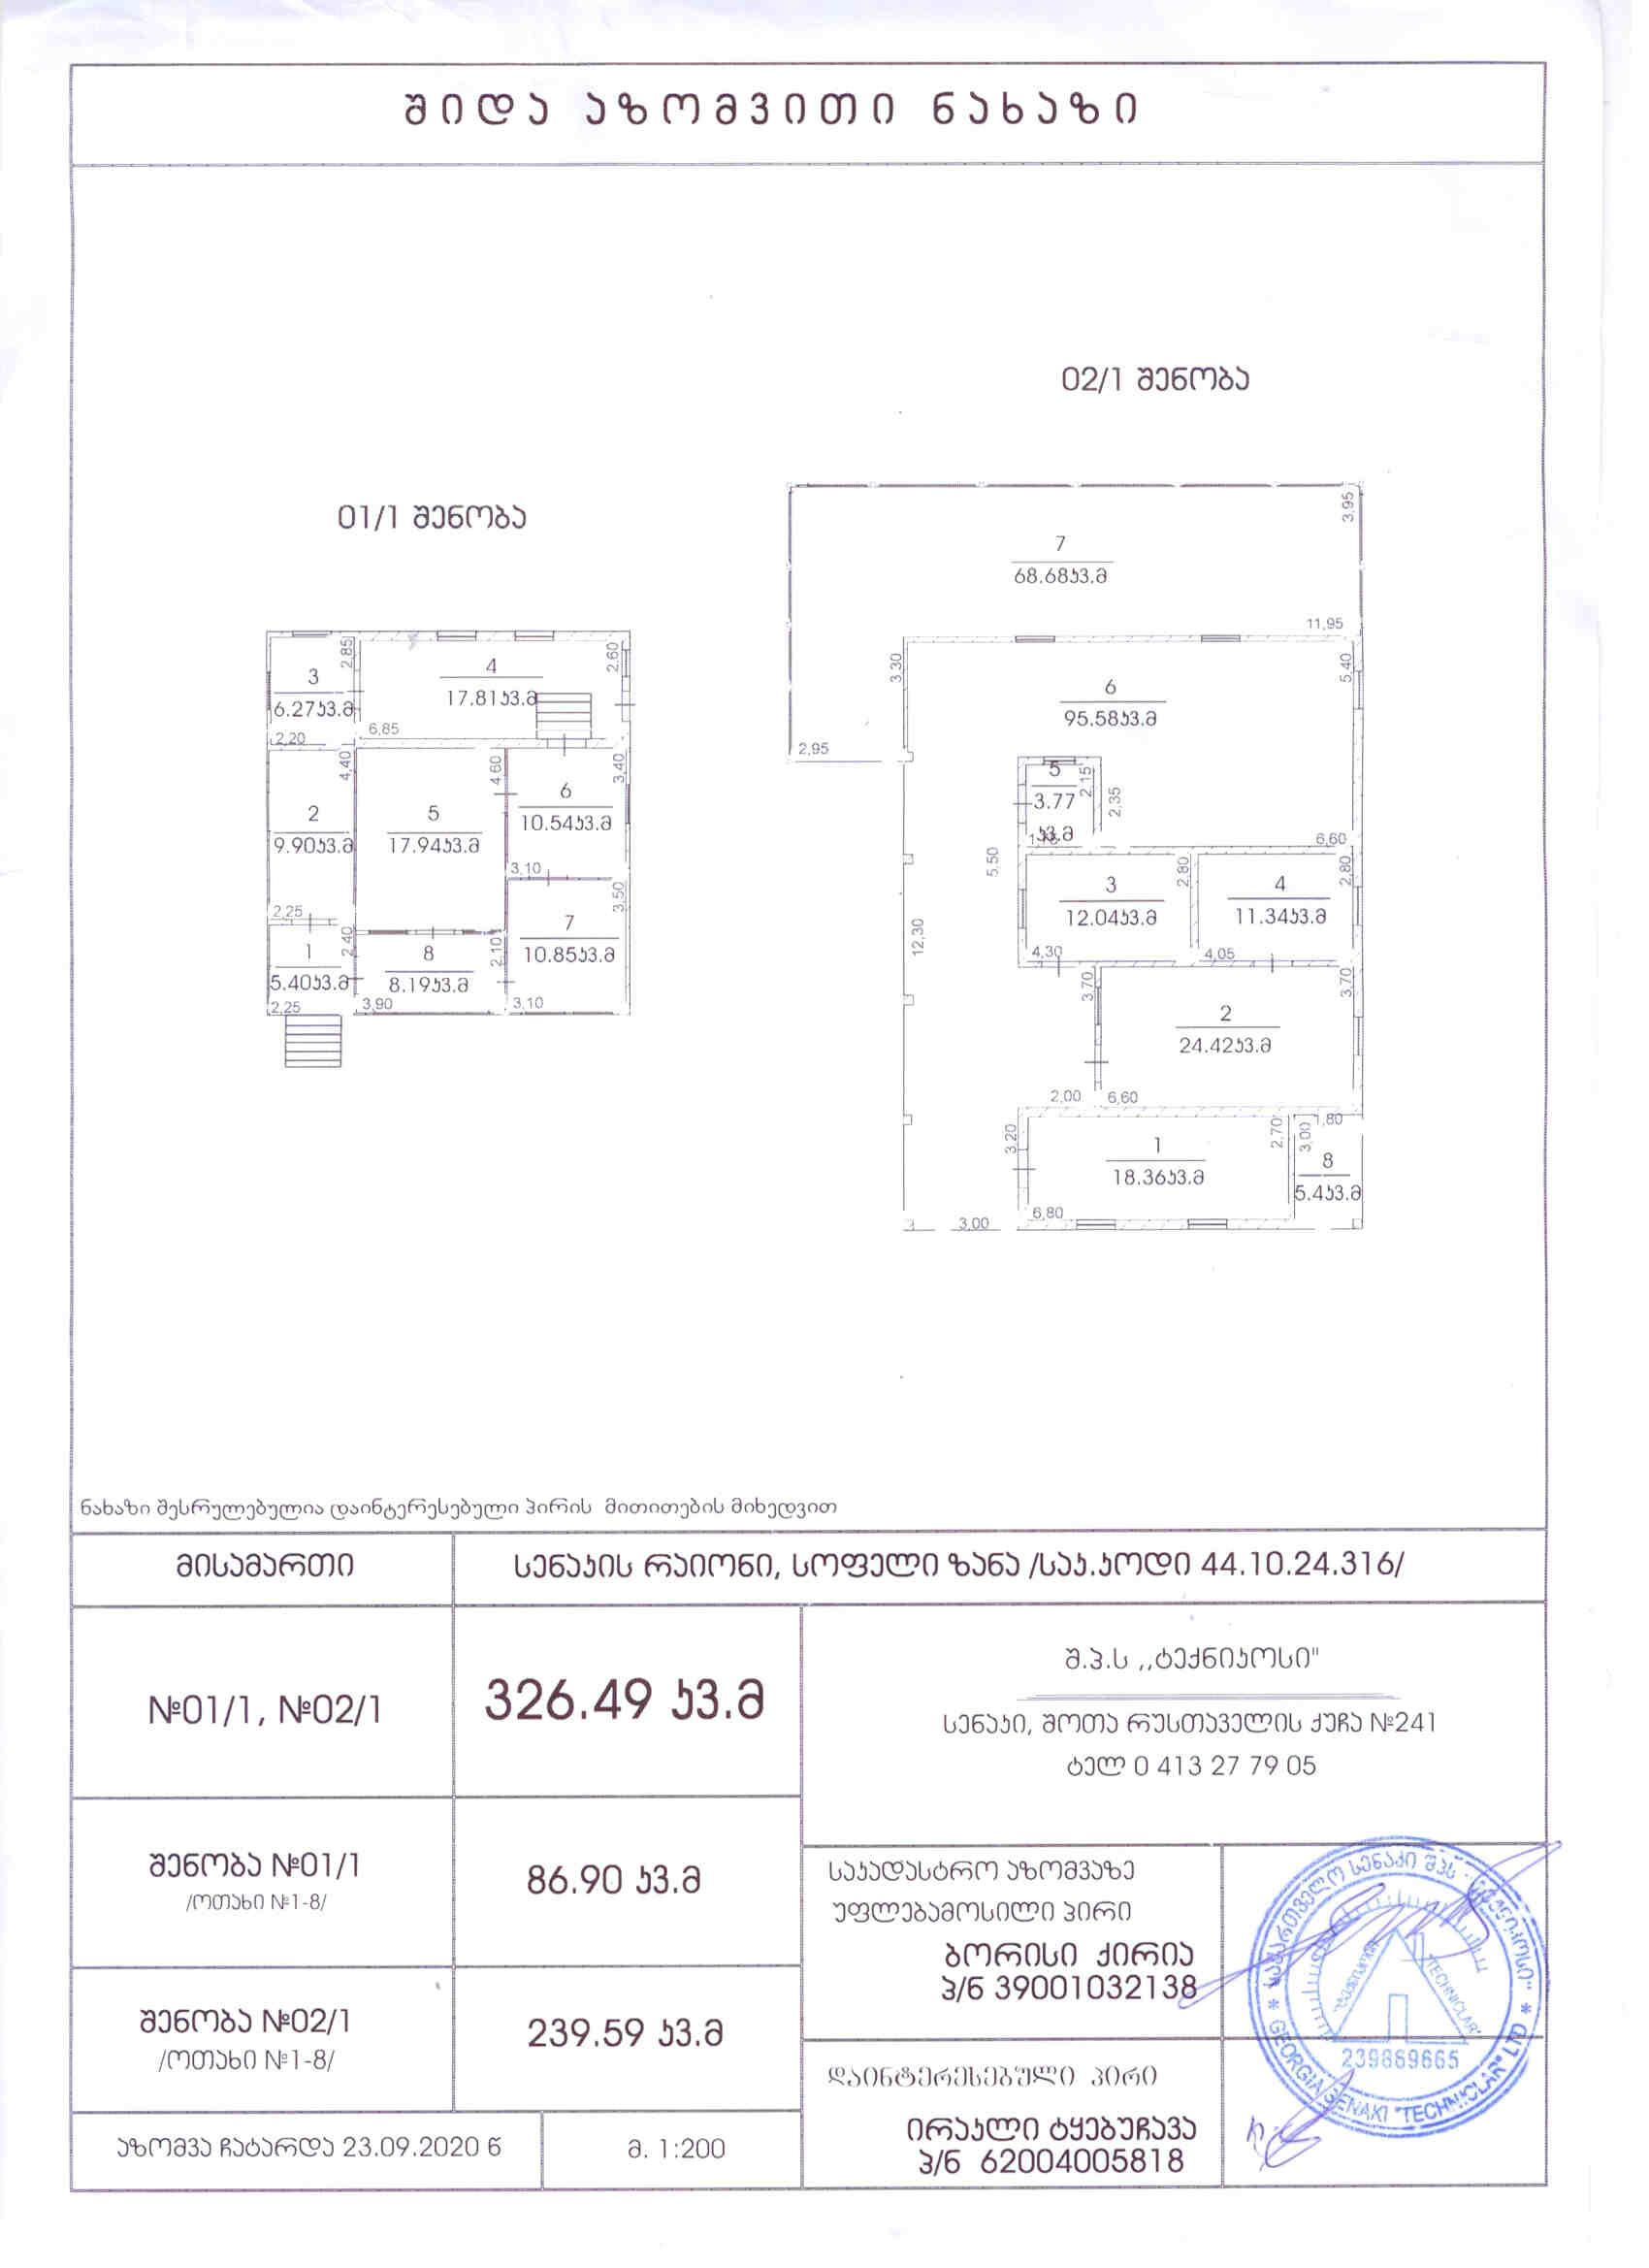 შიდა აზომვითი ნახაზი
02/1 შენობა
01/1 შენობა
3
6.27კვ.მ
2,85
2,20
4
17.81კვ.მ
2,60
6,85
2
9.90კვ.მ
4,40
2,25
5
17.94კვ.მ
4,60
6
10.54კვ.მ
3,40
3,10
7
10.85კვ.მ
3,50
3,10
1
5.40კვ.მ
2,40
2,25
8
8.19კვ.მ
2,10
3,90
7
68.68კვ.მ
3,95
11,95
3,30
2,95
6
95.58კვ.მ
5,40
5
3.77
კვ.მ
2,15
2,35
6,60
5,50
12,30
3
12.04კვ.მ
2,80
4,30
4
11.34კვ.მ
2,80
4,05
2
24.42კვ.მ
3,70
3,70
2,00
6,60
1
18.36კვ.მ
3,20
2,70
6,80
3,00
8
5.4კვ.მ
3,00
1,80
ნახაზი შესრულებულია დაინტერესებული პირის მითითების მიხედვით
მისამართი
სენაკის რაიონი, სოფელი ზანა /საკ.კოდი 44.10.24.316/
№01/1, №02/1
326.49 კვ.მ
შ.პ.ს ,,ტექნიკოსი"
სენაკი, შოთა რუსთაველის ქუჩა №241
ტელ 0 413 27 79 05
შენობა №01/1
/ოთახი №1-8/
86.90 კვ.მ
საკადასტრო აზომვაზე
უფლებამოსილი პირი
ბორისი ქირია
პ/ნ 39001032138
შენობა №02/1
/ოთახი №1-8/
239.59 კვ.მ
დაინტერესებული პირი
ირაკლი ტყებუჩავა
პ/ნ 62004005818
აზომვა ჩატარდა 23.09.2020 წ
მ. 1:200
საქართველო სენაკი შპს
GEORGIA SENAKI "TECHNICLAR" LTD
"TECHNICLAR"
239869665